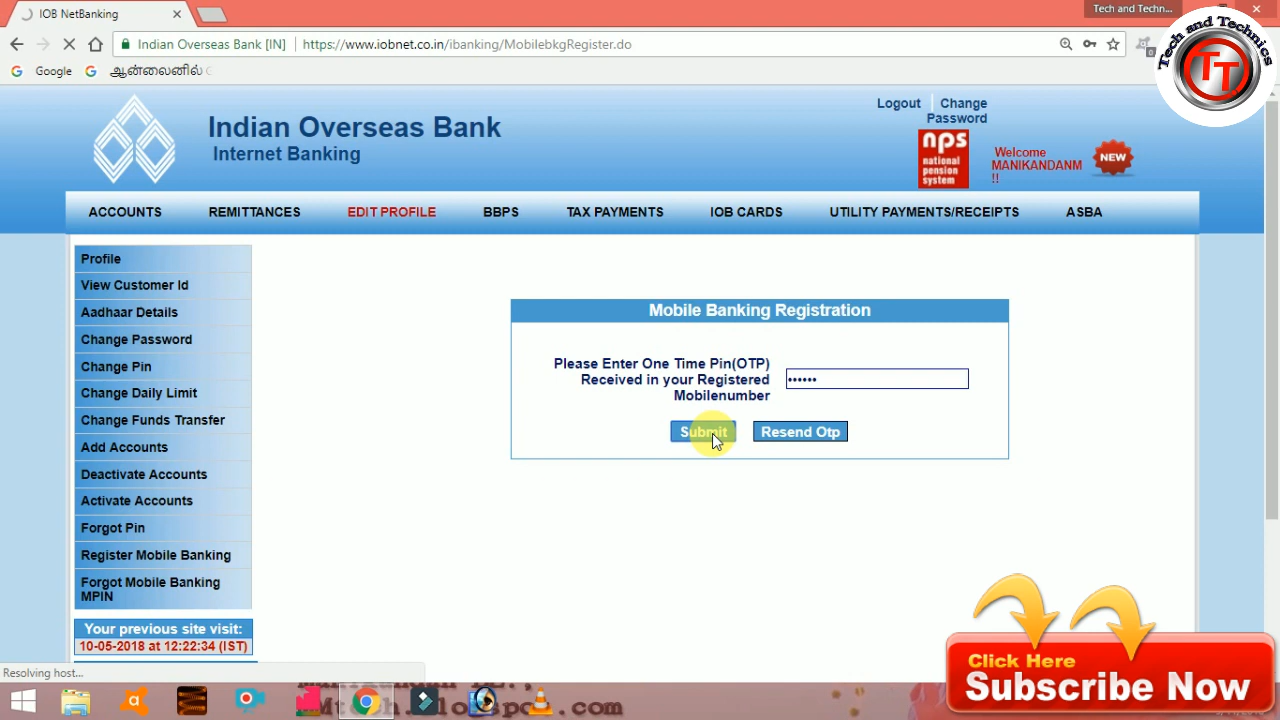 IOB NetBanking
Tech and Techn...
Indian Overseas Bank [IN]
https://www.iobnet.co.in/ibanking/MobilebkgRegister.do
Tech and Technics
TT
Google
ஆன்லைனில்
Logout
Change
Password
Indian Overseas Bank
Internet Banking
nps
national
pension
system
Welcome
MANIKANDANM
!!
NEW
ACCOUNTS
REMITTANCES
EDIT PROFILE
BBPS
TAX PAYMENTS
IOB CARDS
UTILITY PAYMENTS/RECEIPTS
ASBA
Profile
View Customer Id
Aadhaar Details
Change Password
Change Pin
Change Daily Limit
Change Funds Transfer
Add Accounts
Deactivate Accounts
Activate Accounts
Forgot Pin
Register Mobile Banking
Forgot Mobile Banking
MPIN
Your previous site visit:
10-05-2018 at 12:22:34 (IST)
Mobile Banking Registration
Please Enter One Time Pin(OTP)
Received in your Registered
Mobilenumber
••••••
Submit
Resend Otp
Resolving host...
Click Here
Subscribe Now